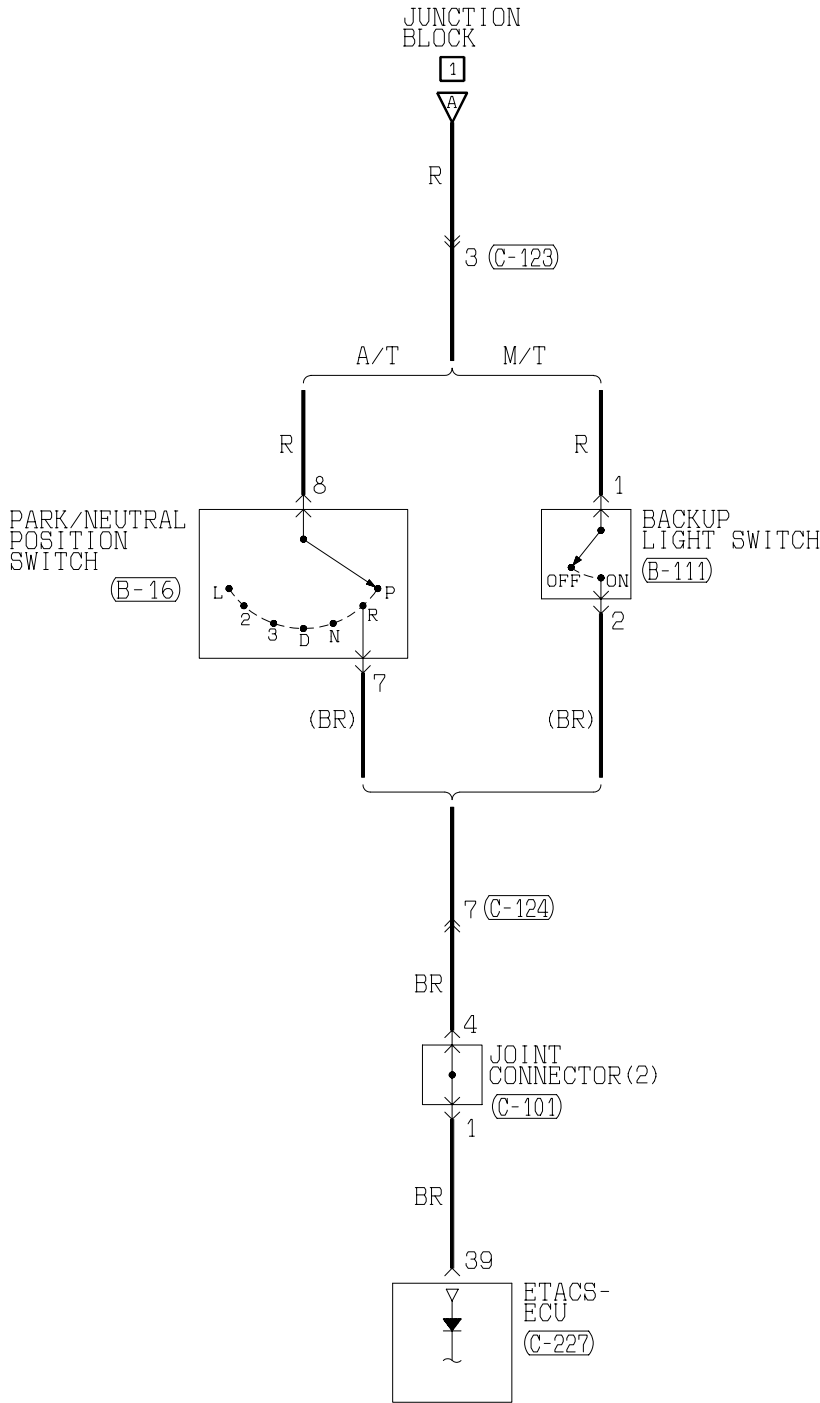 JUNCTION
BLOCK
1
A
R
3 (C-123)
A/T
M/T
R
R
8
1
PARK/NEUTRAL
POSITION
SWITCH
(B-16)
BACKUP
LIGHT SWITCH
(B-111)
OFF
ON
L
2
3
D
N
R
P
2
7
(BR)
(BR)
7 (C-124)
BR
4
JOINT
CONNECTOR(2)
(C-101)
1
BR
39
ETACS-
ECU
(C-227)